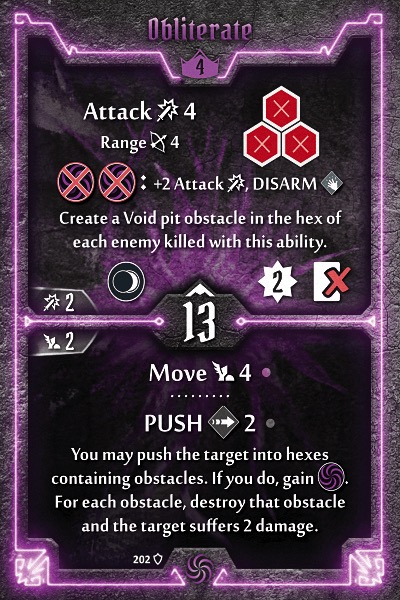 Obliterate
4
Attack 4
Range 4
: +2 Attack, DISARM
Create a Void pit obstacle in the hex of
each enemy killed with this ability.
2
2
13
2
Move 4
PUSH 2
You may push the target into hexes
containing obstacles. If you do, gain .
For each obstacle, destroy that obstacle
and the target suffers 2 damage.
202